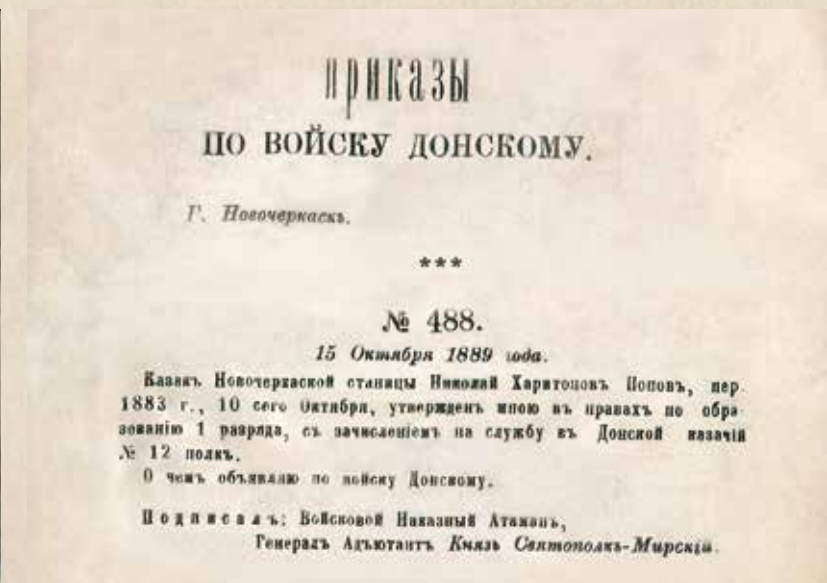 ПРИКАЗЫ
ПО ВОЙСКУ ДОНСКОМУ.
Г. Новочеркаскъ.
***
№ 488.
15 Октября 1889 года.
Казакъ Новочеркаской станицы Николай Харитоновъ Поповъ, пер.
1883 г., 10 сего Октября, утвержденъ мною въ правахъ по обра
зованію 1 разряда, съ зачисленіемъ на службу въ Донской казачій
№ 12 полкъ.
О чемъ объявляю по войску Донскому.
Подписалъ: Войсковой Наказный Атаманъ,
Генералъ Адъютантъ Князь Святополкъ-Мирскій.